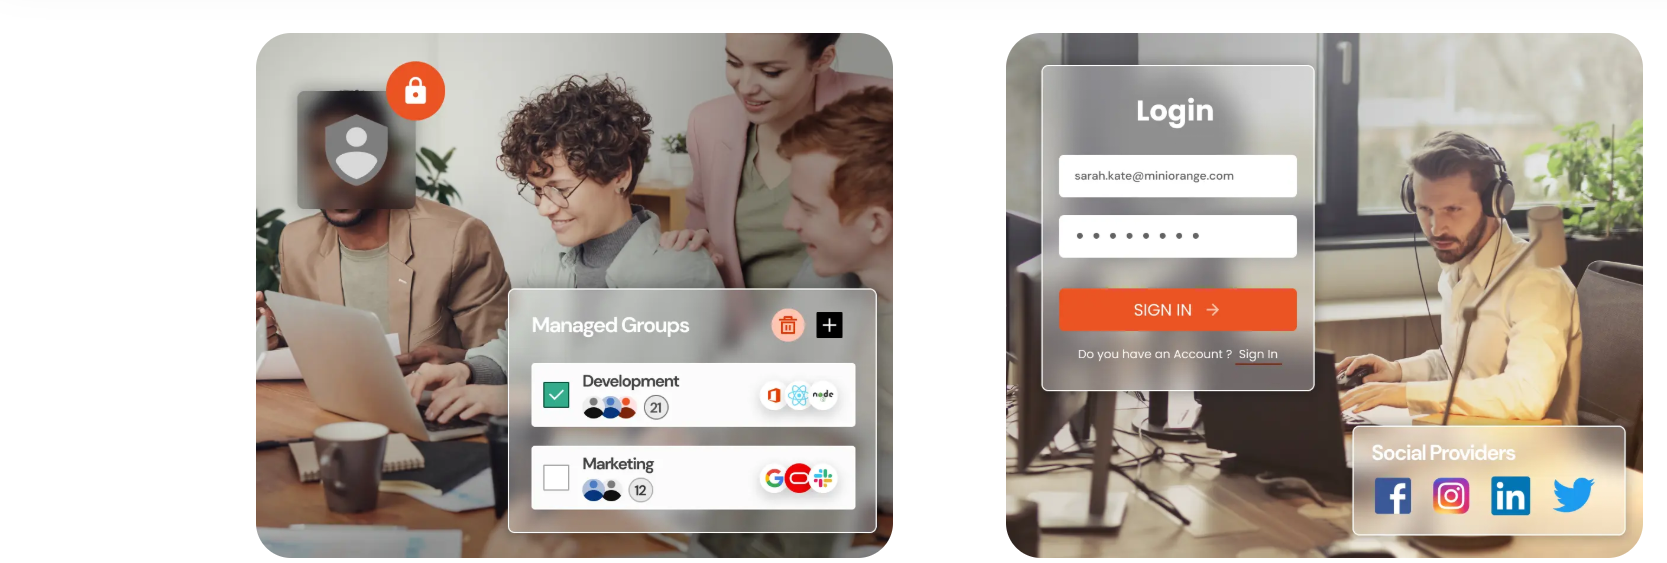 Managed Groups
Development
21
node
Marketing
12
Login
sarah.kate@miniorange.com
SIGN IN
Do you have an Account ? Sign In
Social Providers